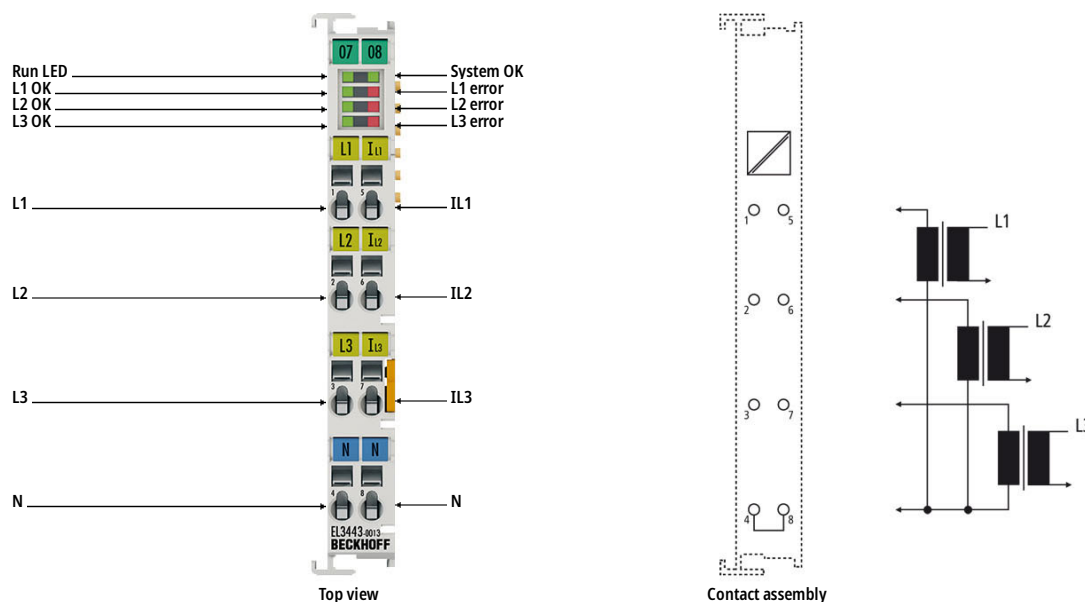 07 08
Run LED
System OK
L1 OK
L1 error
L2 OK
L2 error
L3 OK
L3 error
L1 IL1
1 5
L1
IL1
L2 IL2
2 6
L2
IL2
L3 IL3
3 7
L3
IL3
N N
4 8
N
N
EL3443-0013
BECKHOFF
Top view
1 5
2 6
3 7
4 8
Contact assembly
L1
L2
L3